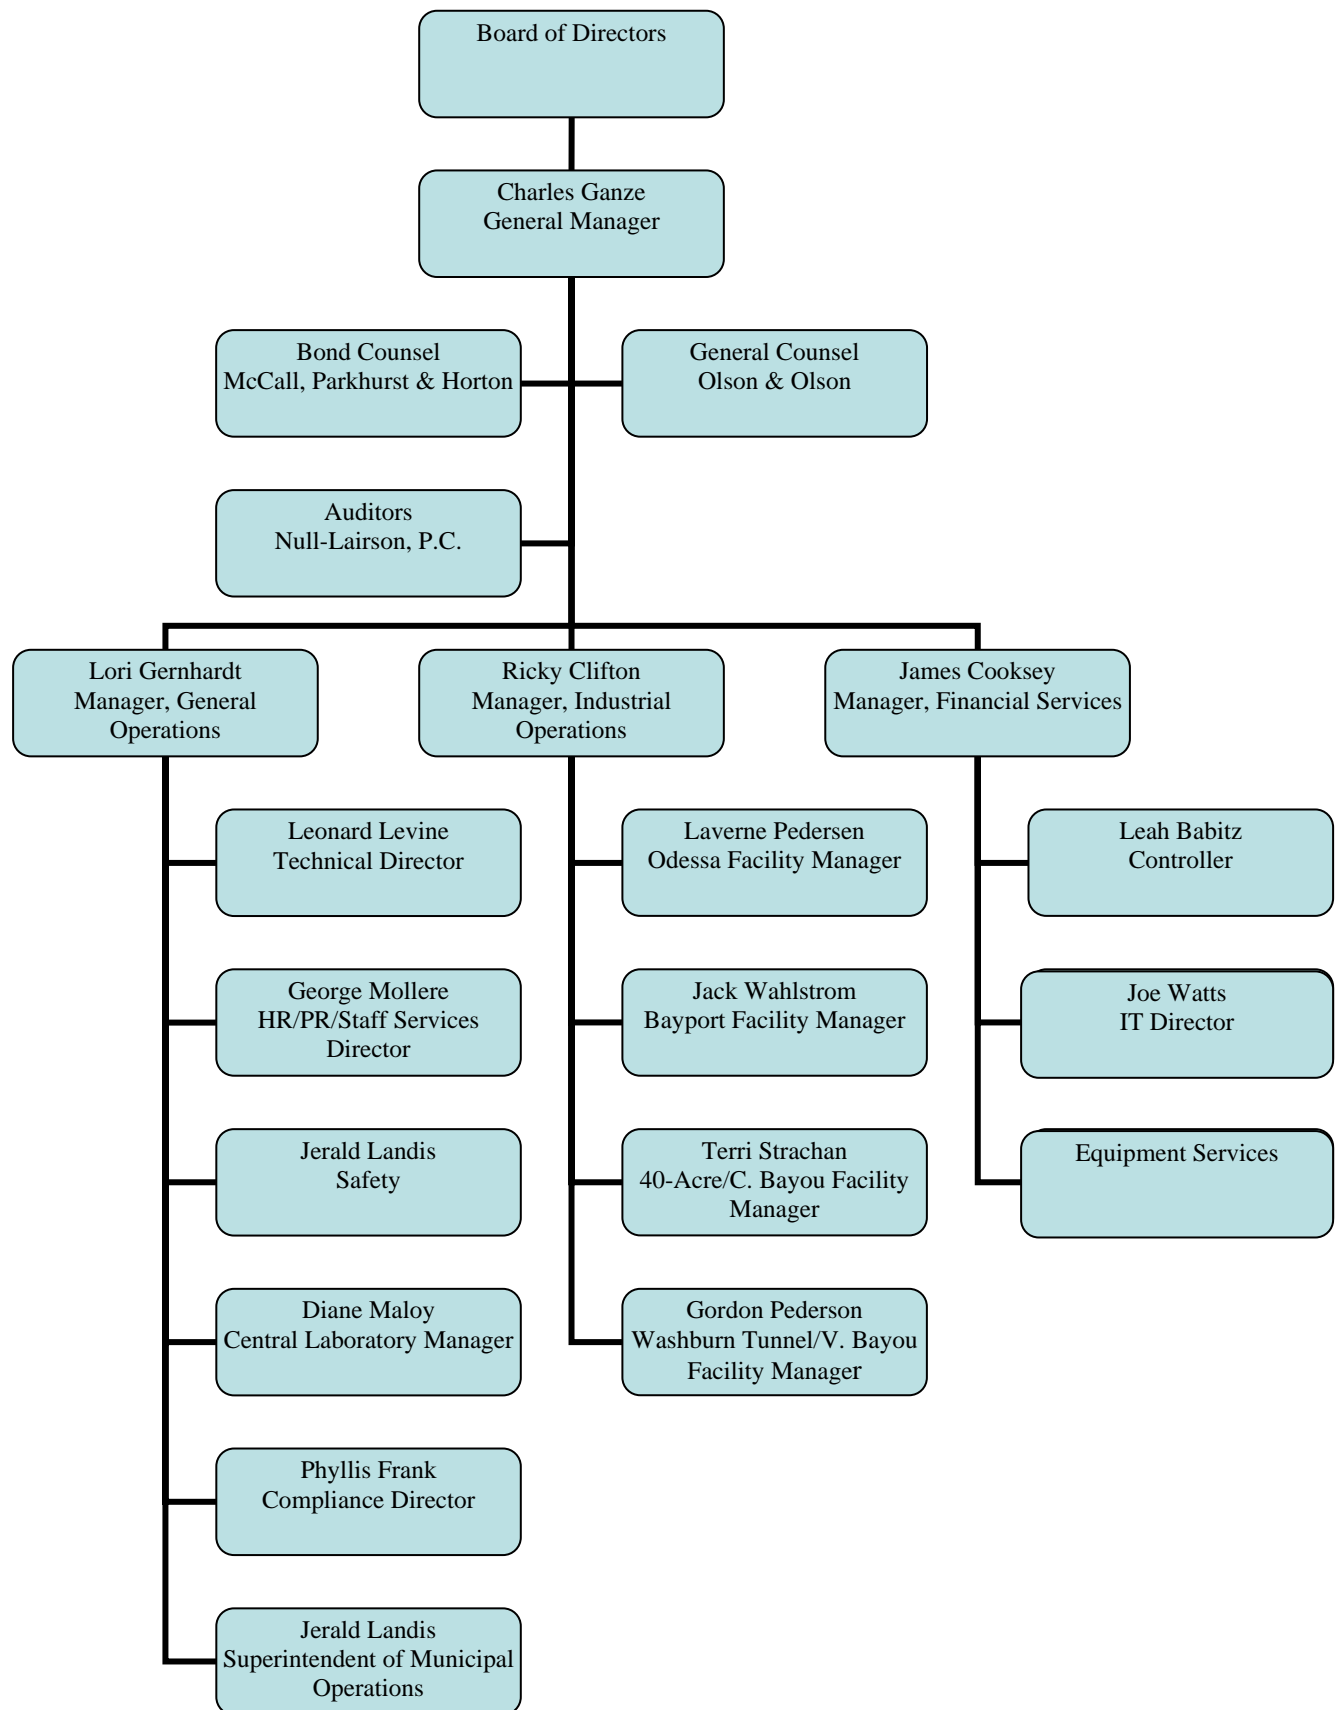 Board of Directors
Charles Ganze
General Manager
Bond Counsel
McCall, Parkhurst & Horton
General Counsel
Olson & Olson
Auditors
Null-Lairson, P.C.
Lori Gernhardt
Manager, General
Operations
Ricky Clifton
Manager, Industrial
Operations
James Cooksey
Manager, Financial Services
Leonard Levine
Technical Director
Laverne Pedersen
Odessa Facility Manager
Leah Babitz
Controller
George Mollere
HR/PR/Staff Services
Director
Jack Wahlstrom
Bayport Facility Manager
Joe Watts
IT Director
Jerald Landis
Safety
Terri Strachan
40-Acre/C. Bayou Facility
Manager
Equipment Services
Diane Maloy
Central Laboratory Manager
Gordon Pederson
Washburn Tunnel/V. Bayou
Facility Manager
Phyllis Frank
Compliance Director
Jerald Landis
Superintendent of Municipal
Operations